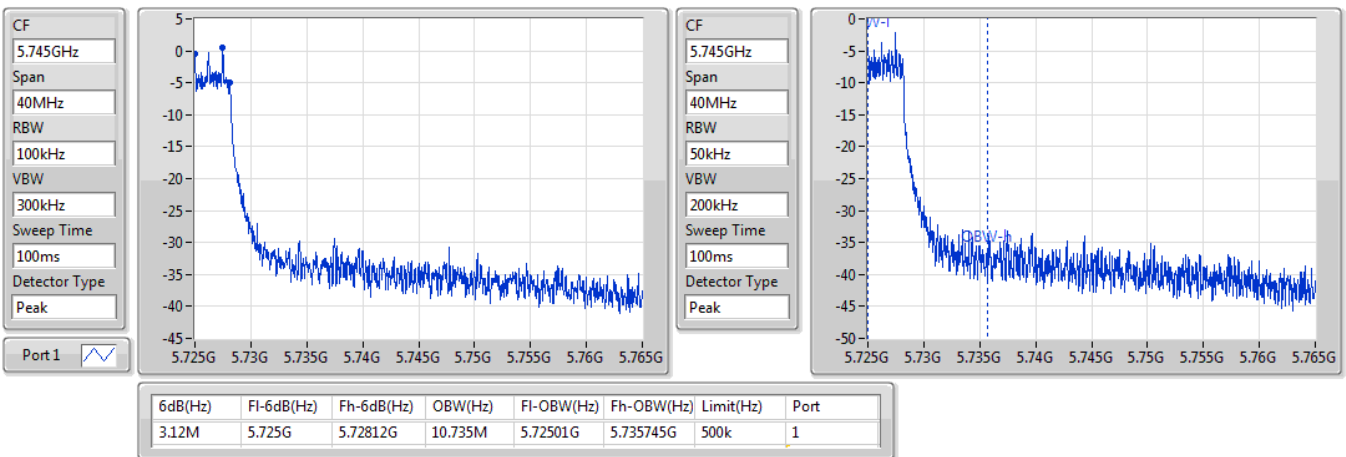 CF
5.745GHz
Span
40MHz
RBW
100kHz
VBW
300kHz
Sweep Time
100ms
Detector Type
Peak
Port 1
5
0
-5
-10
-15
-20
-25
-30
-35
-40
-45
5.725G 5.73G 5.735G 5.74G 5.745G 5.75G 5.755G 5.76G 5.765G
CF
5.745GHz
Span
40MHz
RBW
50kHz
VBW
200kHz
Sweep Time
100ms
Detector Type
Peak
0
-5
-10
-15
-20
-25
-30
-35
-40
-45
-50
OBW-h
5.725G 5.73G 5.735G 5.74G 5.745G 5.75G 5.755G 5.76G 5.765G
6dB(Hz) Fl-6dB(Hz) Fh-6dB(Hz) OBW(Hz) Fl-OBW(Hz) Fh-OBW(Hz) Limit(Hz) Port
3.12M 5.725G 5.72812G 10.735M 5.72501G 5.735745G 500k 1